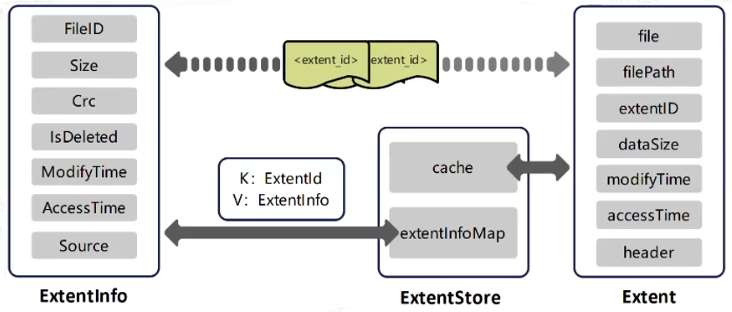 FileID
Size
Crc
IsDeleted
ModifyTime
AccessTime
Source
ExtentInfo
<extent_id>
extent_id>
K: ExtentId
V: ExtentInfo
cache
extentInfoMap
ExtentStore
file
filePath
extentID
dataSize
modifyTime
accessTime
header
Extent